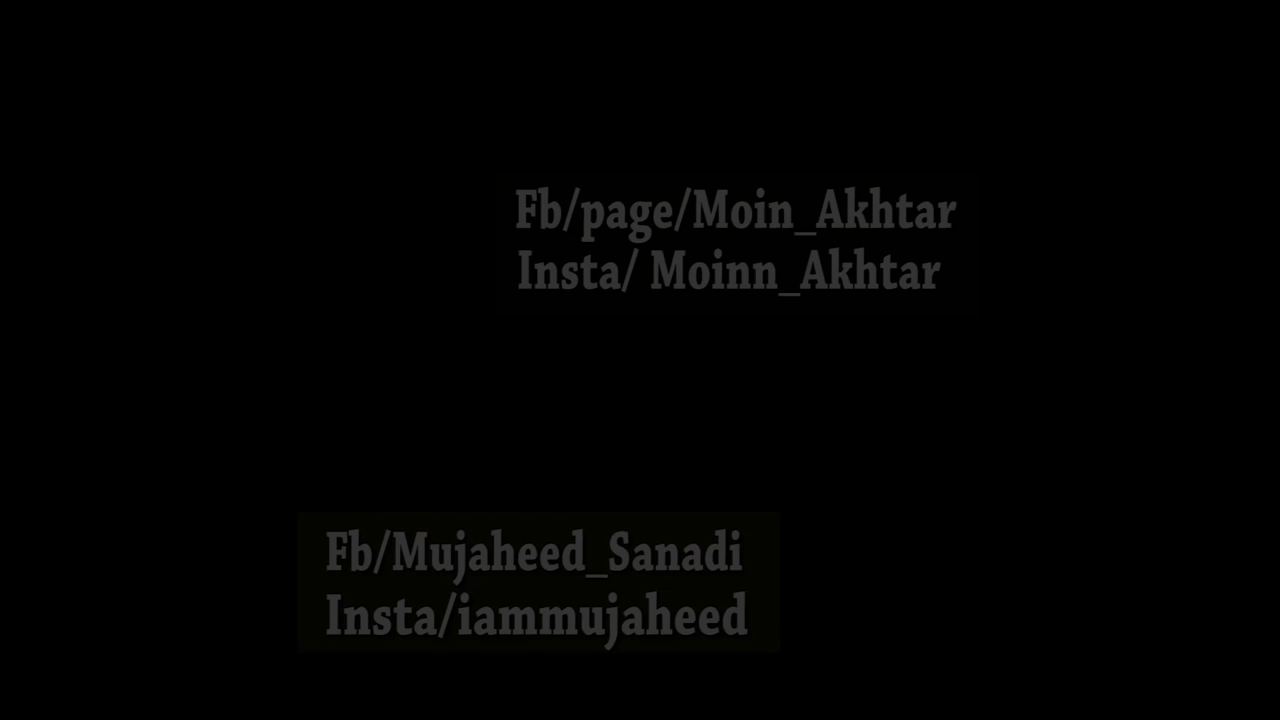 Fb/page/Moin_Akhtar
Insta/ Moinn_Akhtar
Fb/Mujaheed_Sanadi
Insta/iammujaheed